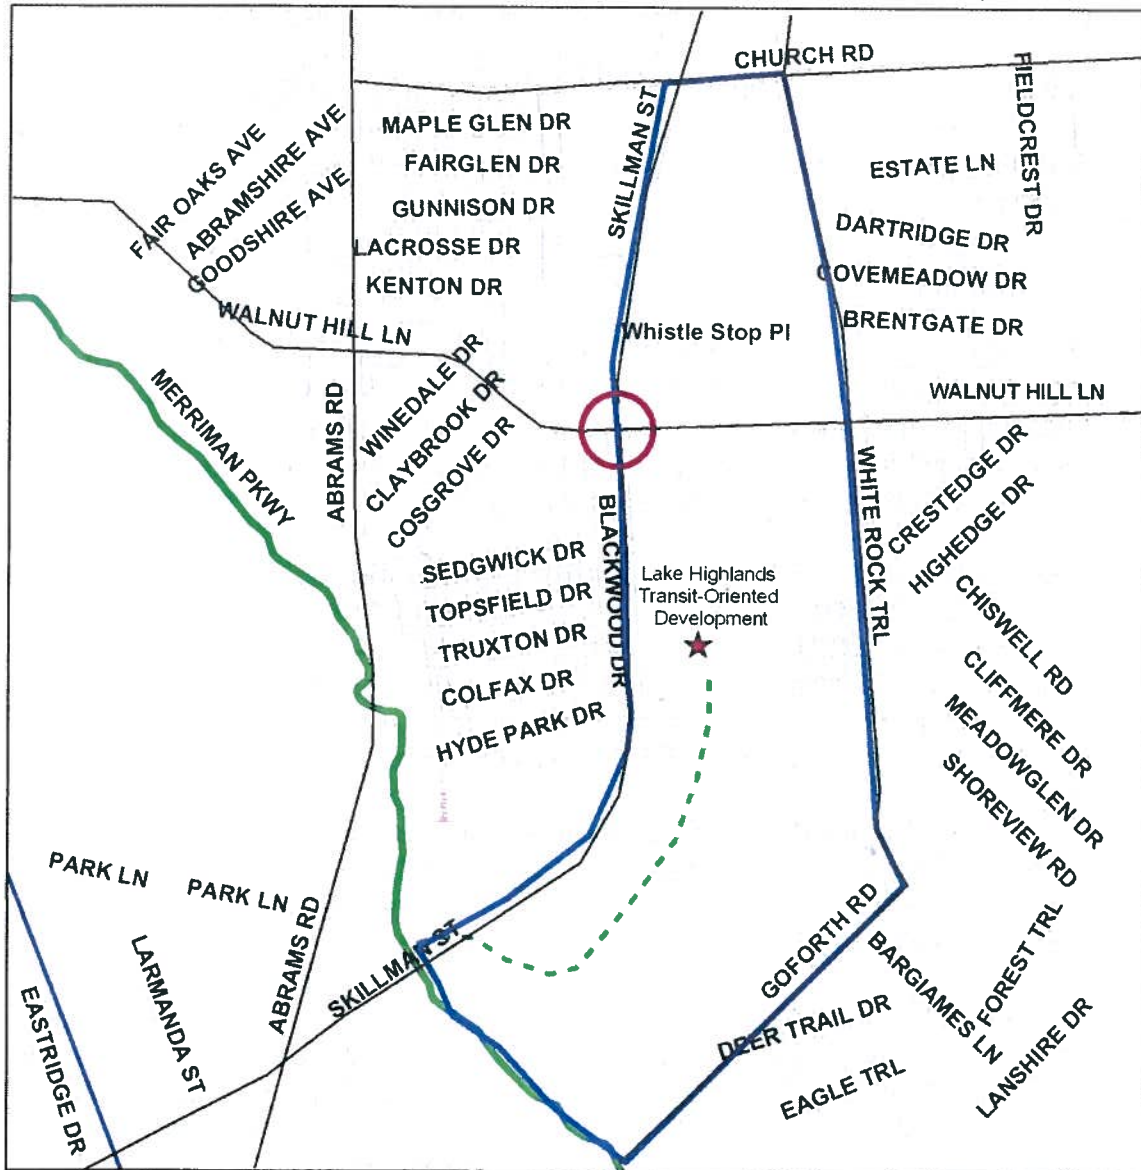 CHURCH RD
FIELDCREST DR
SKILLMAN ST
MAPLE GLEN DR
FAIR OAKS AVE
ABRAMSHIRE AVE
GOODSHIRE AVE
FAIRGLEN DR
ESTATE LN
GUNNISON DR
DARTRIDGE DR
LACROSSE DR
COVEMEADOW DR
KENTON DR
WALNUT HILL LN
BRENTGATE DR
Whistle Stop Pl
WINEDALE DR
WALNUT HILL LN
MERRIMAN PKWY
ABRAMS RD
CLAYBROOK DR
COSGROVE DR
WHITE ROCK TRL
CRESTEDGE DR
HIGHEDGE DR
BLACKWOOD DR
SEDGWICK DR
Lake Highlands
Transit-Oriented
Development
TOPSFIELD DR
TRUXTON DR
CHISWELL RD
COLFAX DR
CLIFFMERE DR
HYDE PARK DR
MEADOWGLEN DR
SHOREVIEW RD
PARK LN
PARK LN
ABRAMS RD
SKILLMAN ST
GOFORTH RD
FOREST TRL
BARGIAMES LN
LARMANDA ST
EASTRIDGE DR
DEER TRAIL DR
LANSHIRE DR
EAGLE TRL